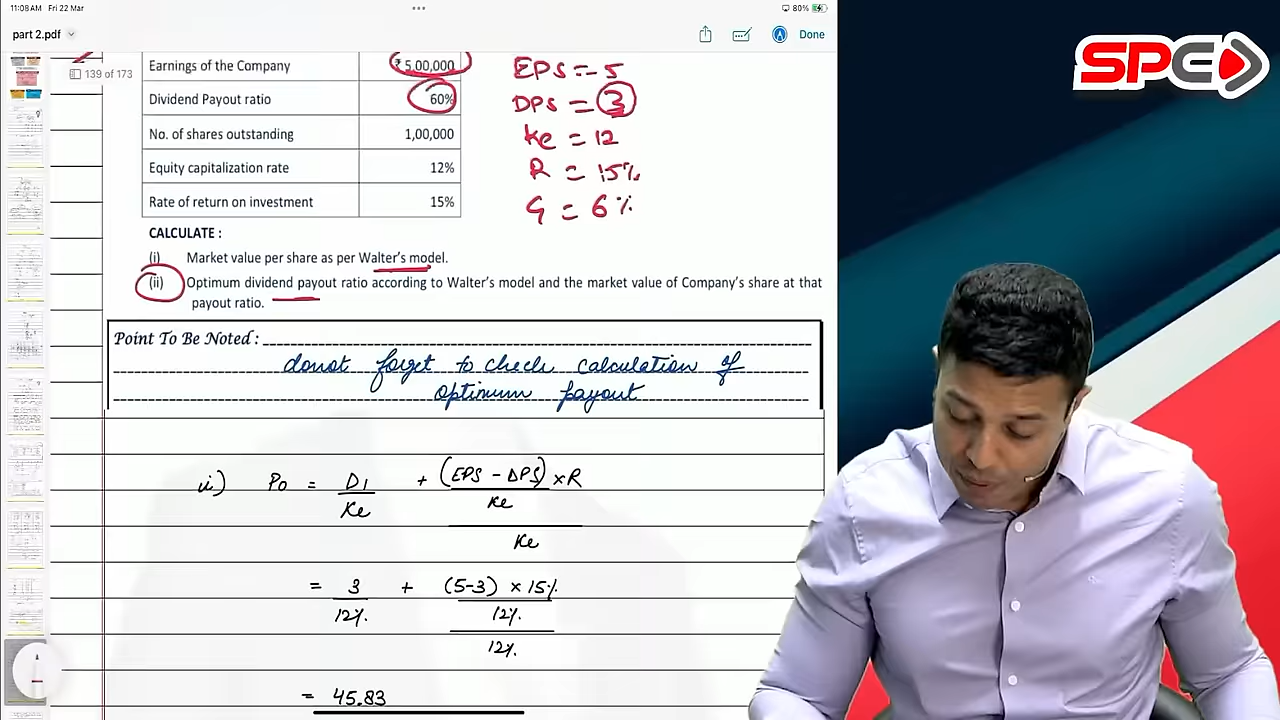 11:08 AM Fri 22 Mar
80%
part 2.pdf
Done
139 of 173
SPC
Earnings of the Compan ₹ 5,00,000
Dividend Payout ratio 60%
No. of shares outstanding 1,00,000
Equity capitalization rate 12%
Rate of return on investment 15%
EPS = 5
DPS = 3
Ke = 12
R = 15%
G = 6%
CALCULATE :
(i) Market value per share as per Walter's model
(ii) Optimum dividend payout ratio according to Walter's model and the market value of Company's share at that
payout ratio.
Point To Be Noted :
donot forget to check calculation of
optimum payout
ii) P0 = D1 / Ke + (EPS - DPS) × R / Ke / Ke
= 3 / 12% + (5-3) × 15% / 12% / 12%
= 45.83